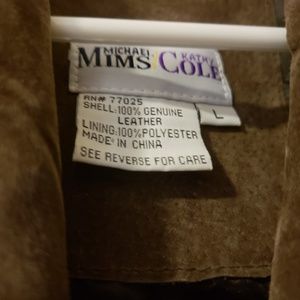 MICHAEL KATHY
MIMS COLE
L
RN# 77025
SHELL:100% GENUINE
LEATHER
LINING:100%POLYESTER
MADE IN CHINA
SEE REVERSE FOR CARE